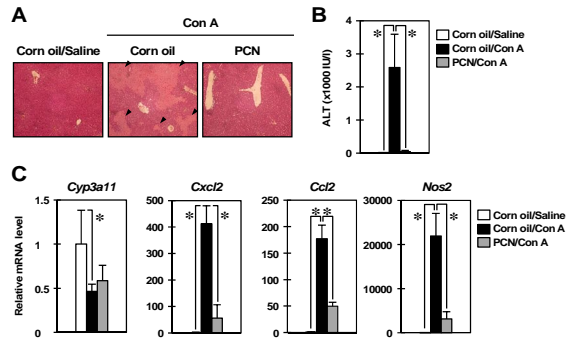 A
Con A
Corn oil/Saline Corn oil PCN
B
ALT (x1000 IU/l)
4
3
2
1
0
* *
Corn oil/Saline
Corn oil/Con A
PCN/Con A
C
Relative mRNA level
Cyp3a11
1.5
1
0.5
0
*
Cxcl2
500
400
300
200
100
0
* *
Ccl2
250
200
150
100
50
0
**
Nos2
30000
20000
10000
0
* *
Corn oil/Saline
Corn oil/Con A
PCN/Con A